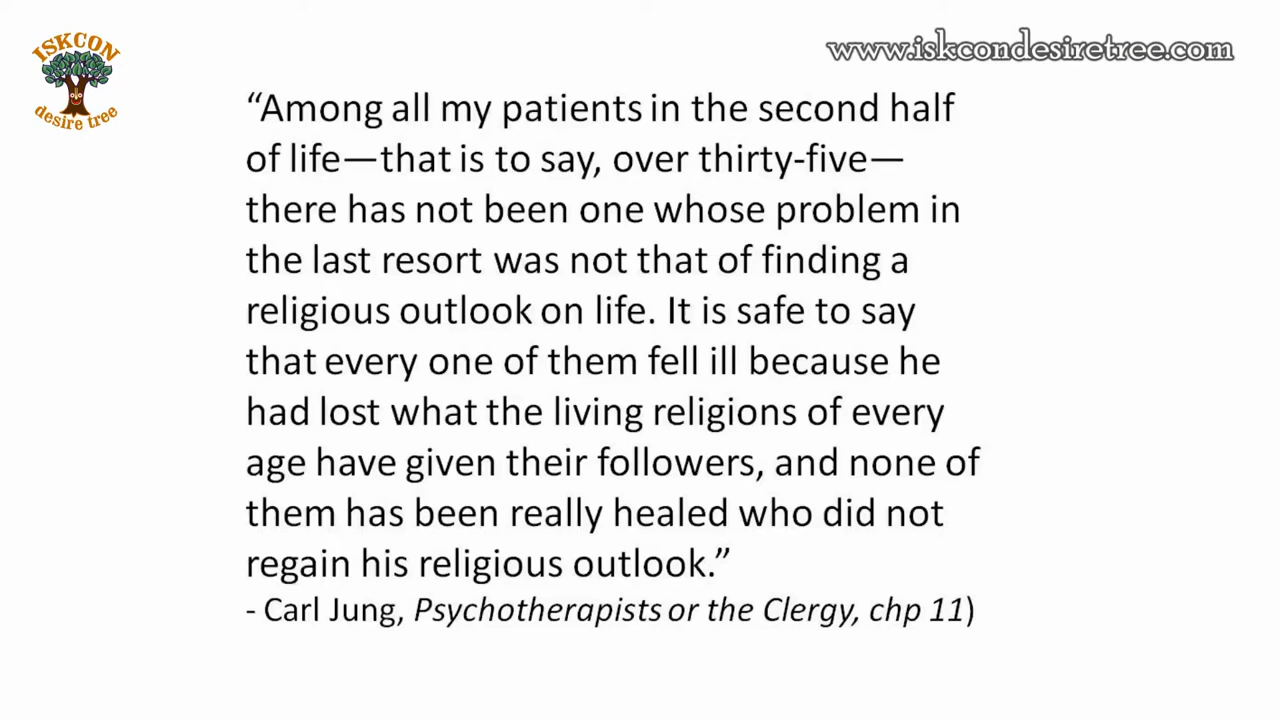 ISKCON
desire tree
www.iskcondesiretree.com
“Among all my patients in the second half
of life—that is to say, over thirty-five—
there has not been one whose problem in
the last resort was not that of finding a
religious outlook on life. It is safe to say
that every one of them fell ill because he
had lost what the living religions of every
age have given their followers, and none of
them has been really healed who did not
regain his religious outlook.”
- Carl Jung, Psychotherapists or the Clergy, chp 11)